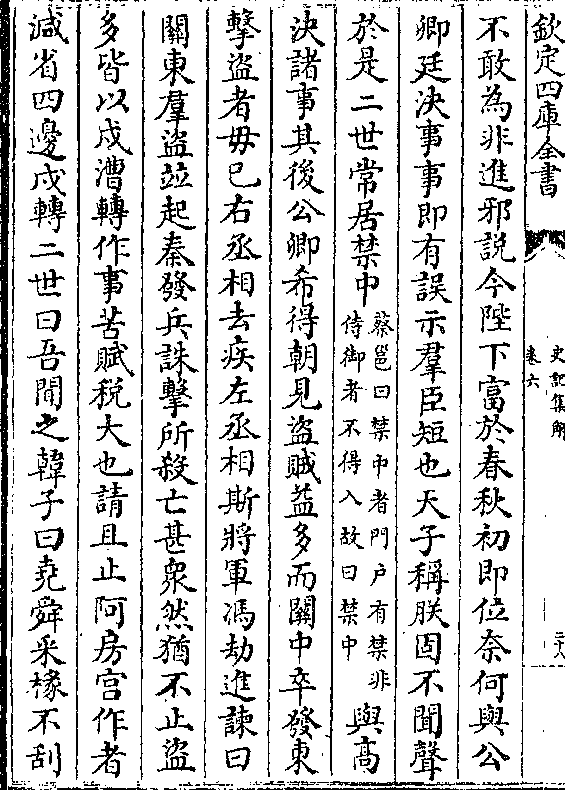 欽定四庫全書
史記集解
卷六
三十八
不敢為非進邪說今陛下富於春秋初即位奈何與公
卿廷決事事即有誤示羣臣短也天子稱朕固不聞聲
於是二世常居禁中
蔡邕曰禁中者門户有禁非
侍御者不得入故曰禁中
與高
決諸事其後公卿希得朝見盜賊益多而關中卒發東
擊盜者毋已右丞相去疾左丞相斯將軍馮劫進諫曰
關東羣盜竝起秦發兵誅擊所殺亡甚衆然猶不止盜
多皆以戍漕轉作事苦賦稅大也請且止阿房宮作者
減省四邊戍轉二世曰吾聞之韓子曰堯舜采椽不刮